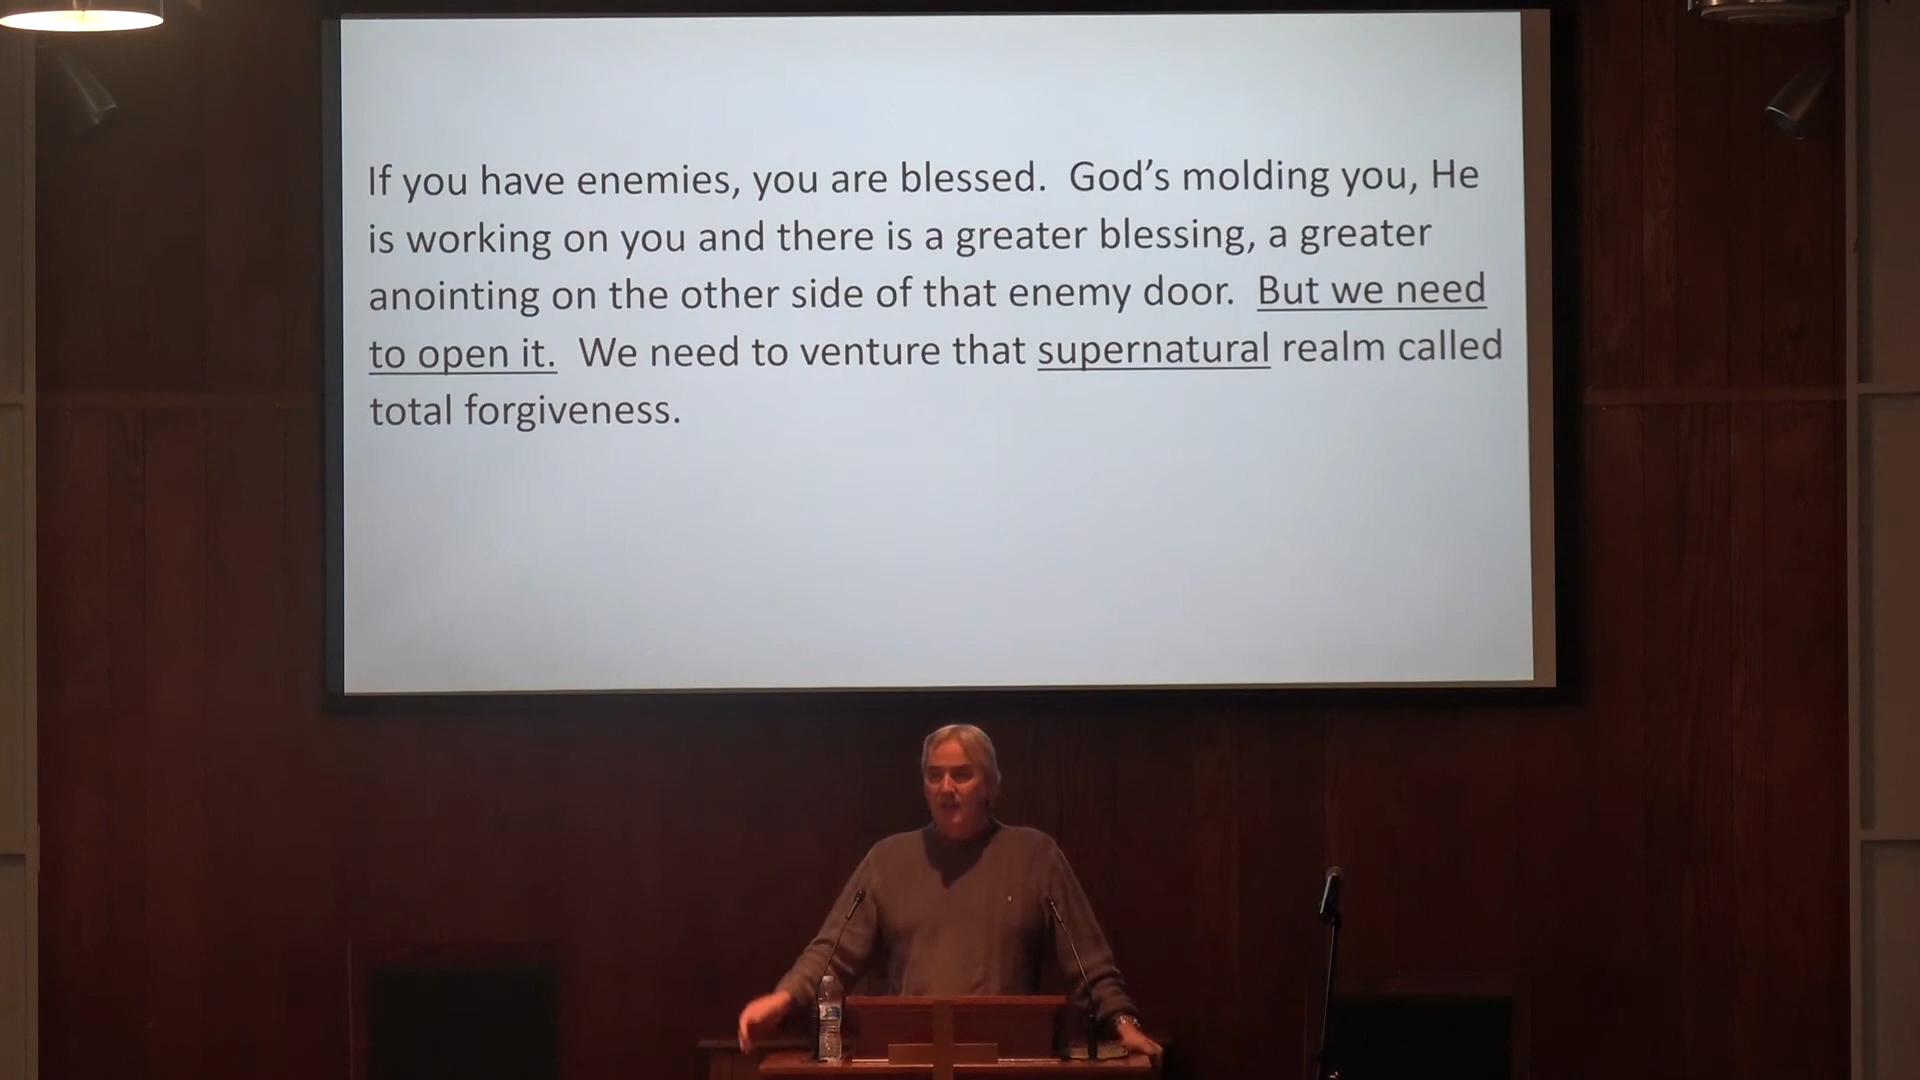 If you have enemies, you are blessed.  God’s molding you, He
is working on you and there is a greater blessing, a greater
anointing on the other side of that enemy door.  But we need
to open it.  We need to venture that supernatural realm called
total forgiveness.